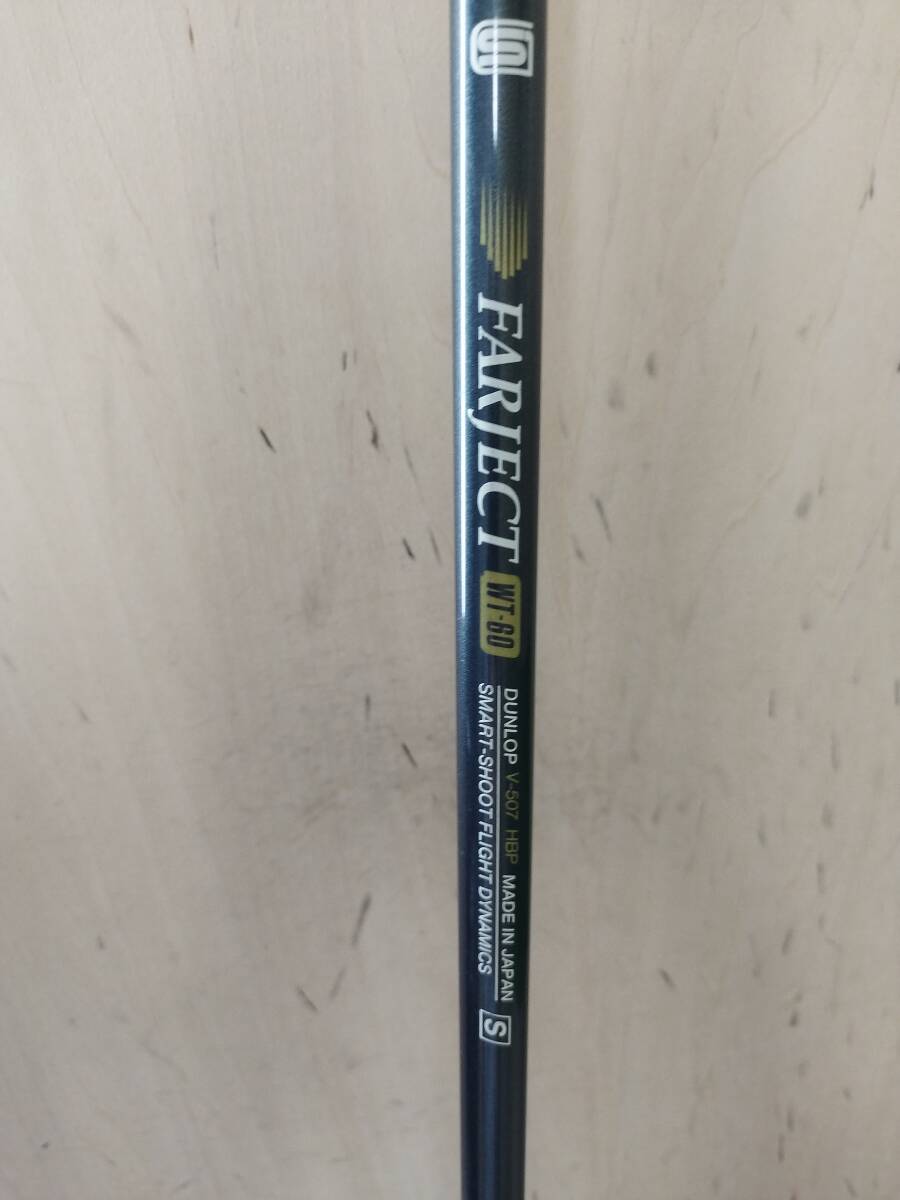 S
FARJECT WT-60
DUNLOP V-507 HBP MADE IN JAPAN
SMART-SHOOT FLIGHT DYNAMICS
S